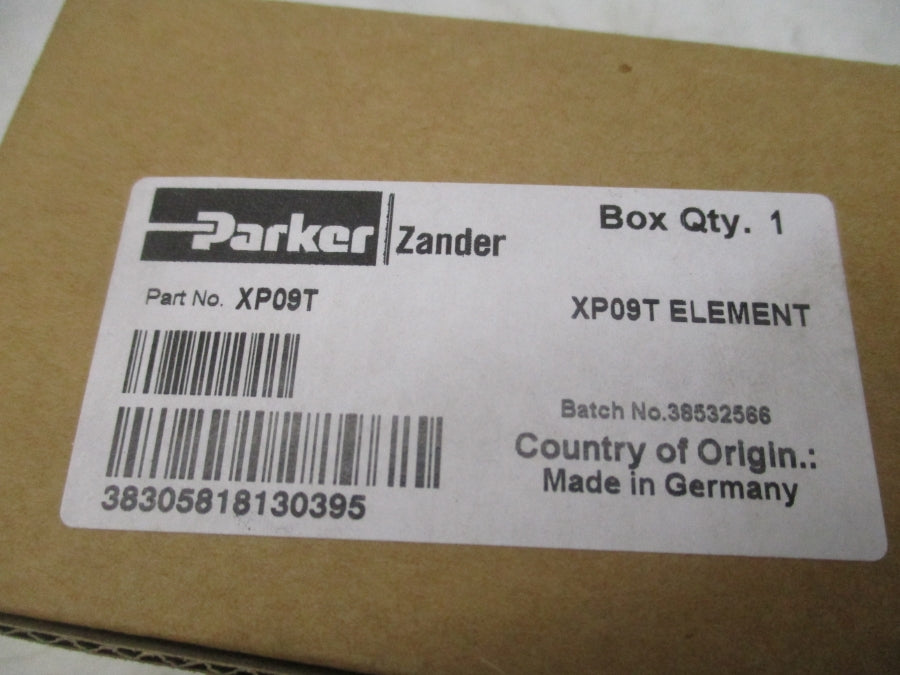 Parker Zander
Box Qty. 1
Part No. XP09T
XP09T ELEMENT
Batch No.38532566
Country of Origin.:
Made in Germany
38305818130395